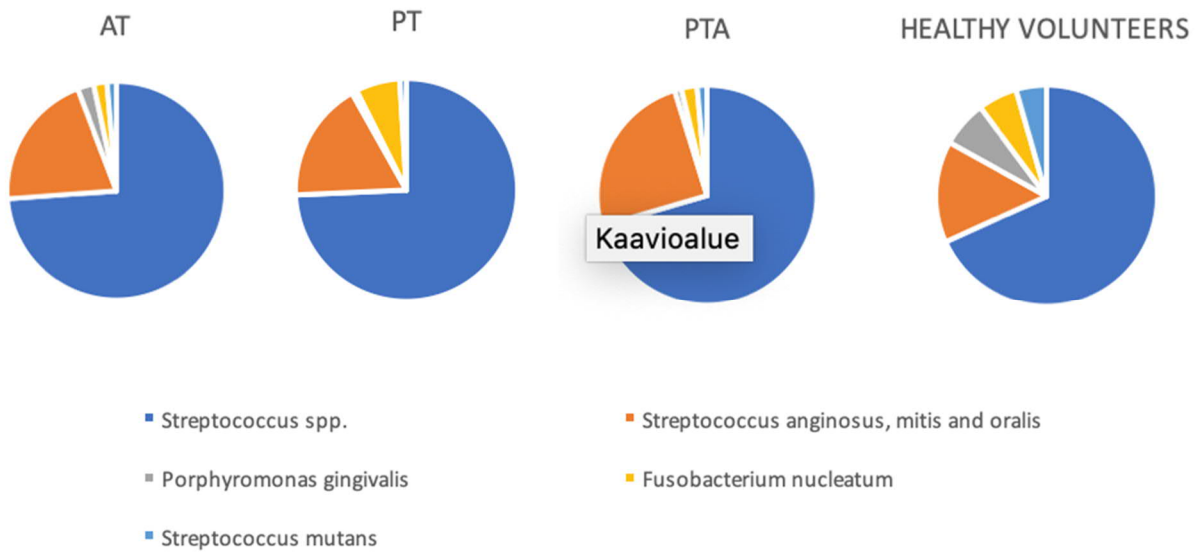 AT
PT
PTA
HEALTHY VOLUNTEERS
Kaavioalue
Streptococcus spp.
Streptococcus anginosus, mitis and oralis
Porphyromonas gingivalis
Fusobacterium nucleatum
Streptococcus mutans